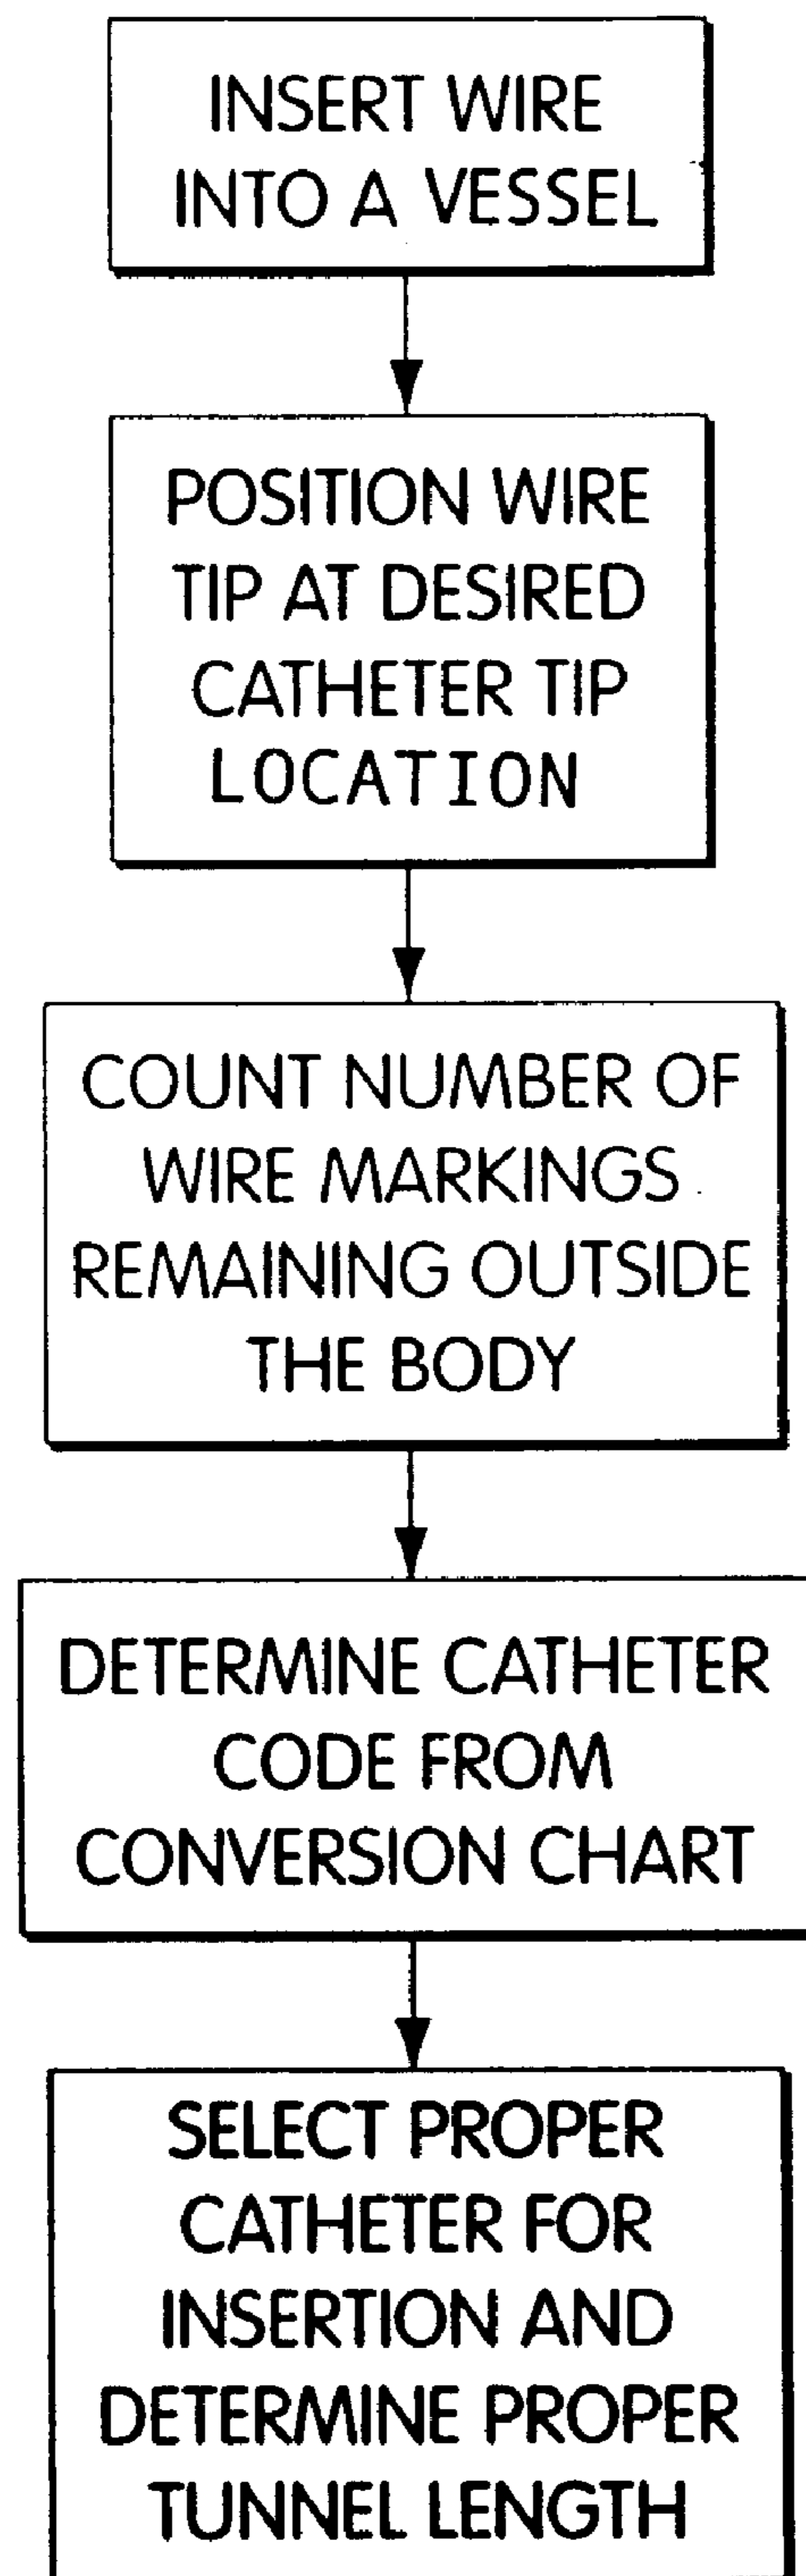 INSERT WIRE
INTO A VESSEL
POSITION WIRE
TIP AT DESIRED
CATHETER TIP
LOCATION
COUNT NUMBER OF
WIRE MARKINGS
REMAINING OUTSIDE
THE BODY
DETERMINE CATHETER
CODE FROM
CONVERSION CHART
SELECT PROPER
CATHETER FOR
INSERTION AND
DETERMINE PROPER
TUNNEL LENGTH